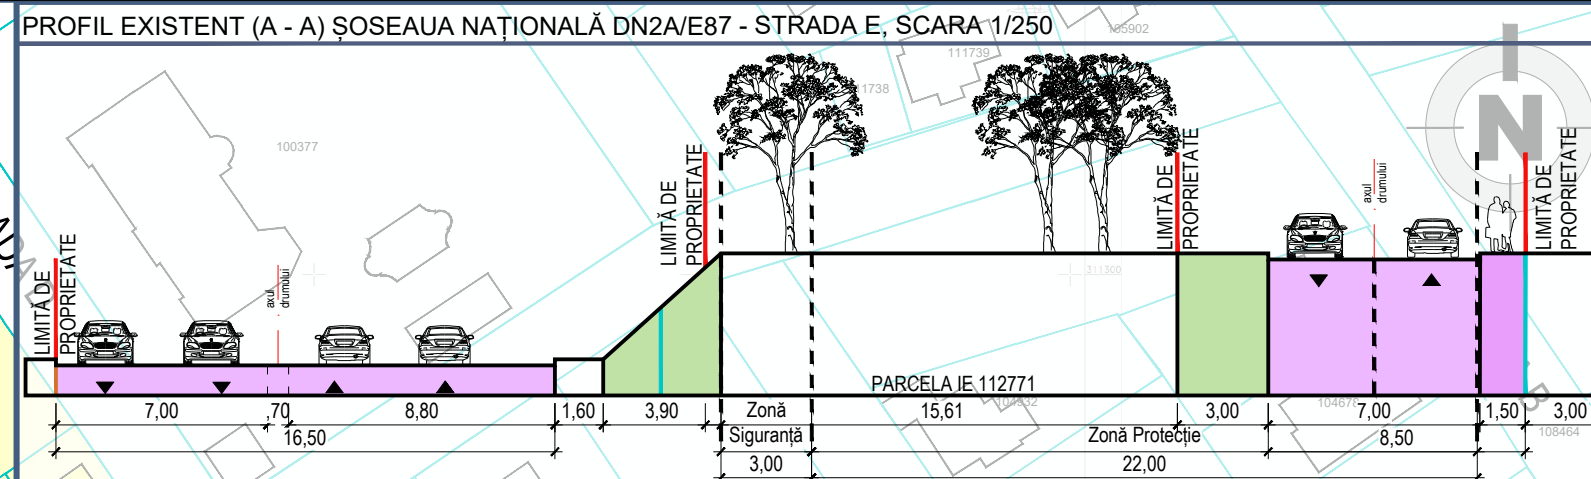 PROFIL EXISTENT (A - A) ȘOSEAUA NAȚIONALĂ DN2A/E87 - STRADA E, SCARA 1/250
105902
111739
11738
100377
N
LIMITĂ DE
PROPRIETATE
LIMITĂ DE
PROPRIETATE
LIMITĂ DE
PROPRIETATE
LIMITĂ DE
PROPRIETATE
axul
drumului
axul
drumului
311300
PARCELA IE 112771
104932
104678
108464
7,00 ,70 8,80 1,60 3,90 Zonă 15,61 3,00 7,00 1,50 3,00
16,50 Siguranță Zonă Protecție 8,50
3,00 22,00